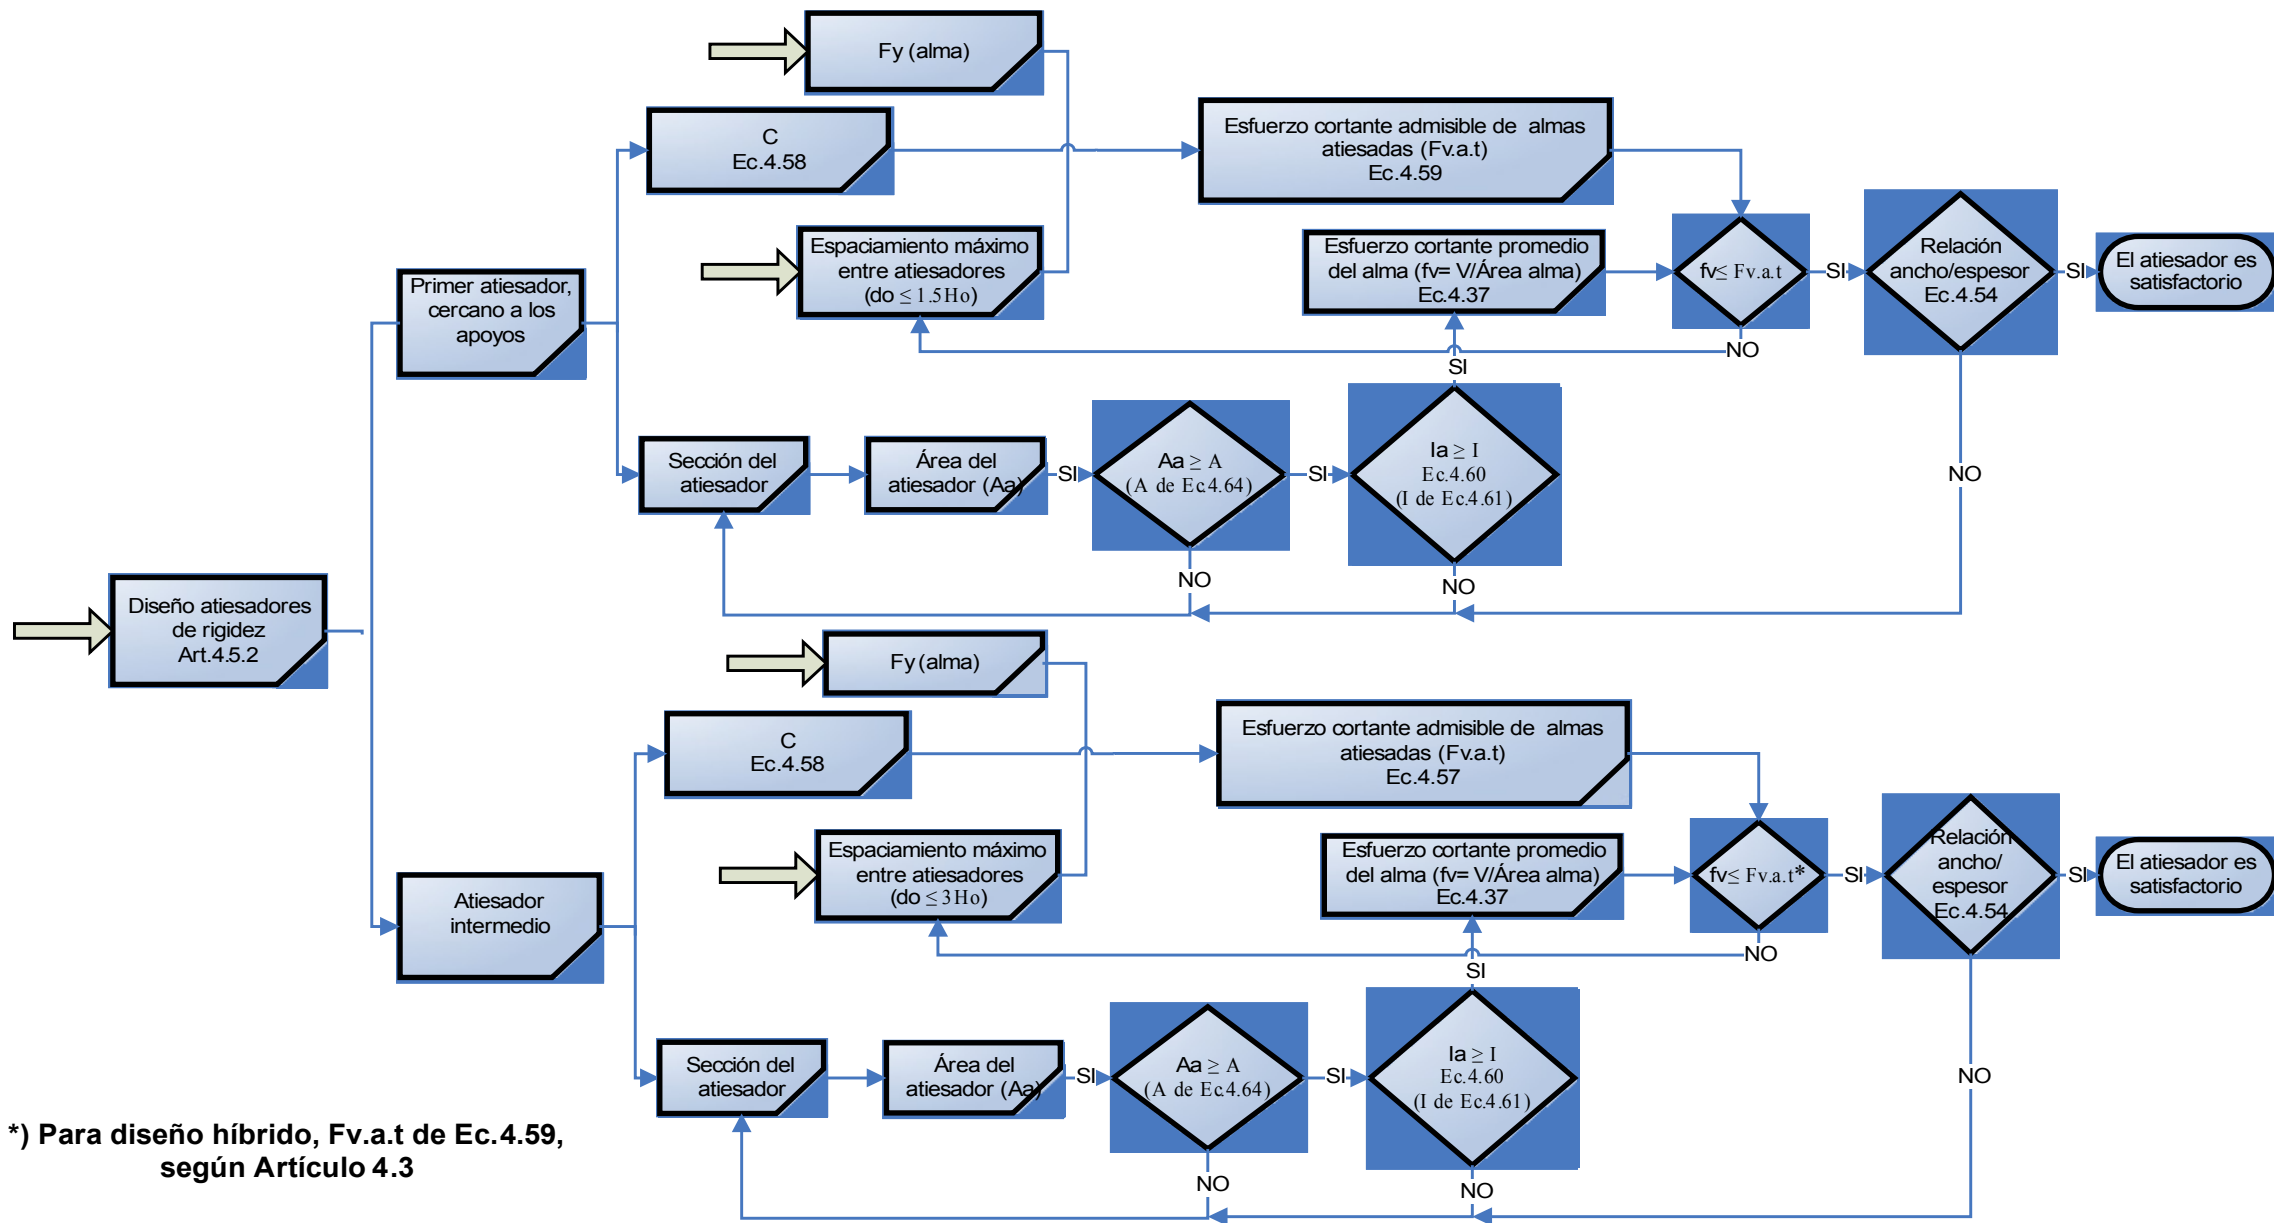 Fy (alma)
C
Ec.4.58
Esfuerzo cortante admisible de almas
atiesadas (Fv.a.t)
Ec.4.59
Espaciamiento máximo
entre atiesadores
(do ≤ 1.5Ho)
Esfuerzo cortante promedio
del alma (fv= V/Área alma)
Ec.4.37
fv≤ Fv.a.t
SI
Relación
ancho/espesor
Ec.4.54
SI
El atiesador es
satisfactorio
Primer atiesador,
cercano a los
apoyos
NO
SI
Sección del
atiesador
Área del
atiesador (Aa)
SI
Aa ≥ A
(A de Ec.4.64)
SI
Ia ≥ I
Ec.4.60
(I de Ec.4.61)
NO
NO
NO
Diseño atiesadores
de rigidez
Art.4.5.2
Fy (alma)
C
Ec.4.58
Esfuerzo cortante admisible de almas
atiesadas (Fv.a.t)
Ec.4.57
Espaciamiento máximo
entre atiesadores
(do ≤ 3Ho)
Esfuerzo cortante promedio
del alma (fv= V/Área alma)
Ec.4.37
fv≤ Fv.a.t*
SI
Relación
ancho/
espesor
Ec.4.54
SI
El atiesador es
satisfactorio
Atiesador
intermedio
NO
SI
Sección del
atiesador
Área del
atiesador (Aa)
SI
Aa ≥ A
(A de Ec.4.64)
SI
Ia ≥ I
Ec.4.60
(I de Ec.4.61)
NO
NO
NO
*) Para diseño híbrido, Fv.a.t de Ec.4.59,
según Artículo 4.3